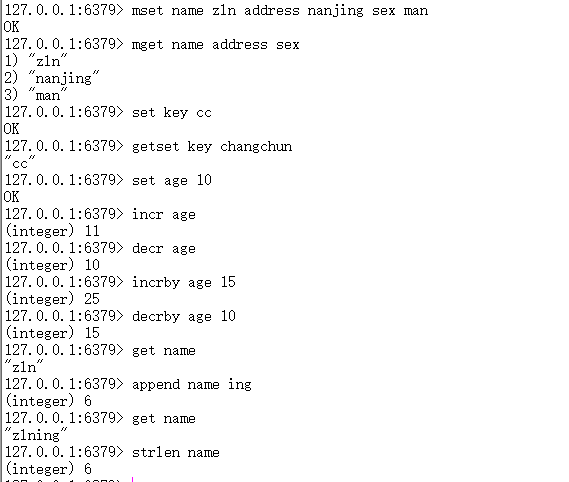 127.0.0.1:6379> mset name zln address nanjing sex man
OK
127.0.0.1:6379> mget name address sex
1) "zln"
2) "nanjing"
3) "man"
127.0.0.1:6379> set key cc
OK
127.0.0.1:6379> getset key changchun
"cc"
127.0.0.1:6379> set age 10
OK
127.0.0.1:6379> incr age
(integer) 11
127.0.0.1:6379> decr age
(integer) 10
127.0.0.1:6379> incrby age 15
(integer) 25
127.0.0.1:6379> decrby age 10
(integer) 15
127.0.0.1:6379> get name
"zln"
127.0.0.1:6379> append name ing
(integer) 6
127.0.0.1:6379> get name
"zlning"
127.0.0.1:6379> strlen name
(integer) 6